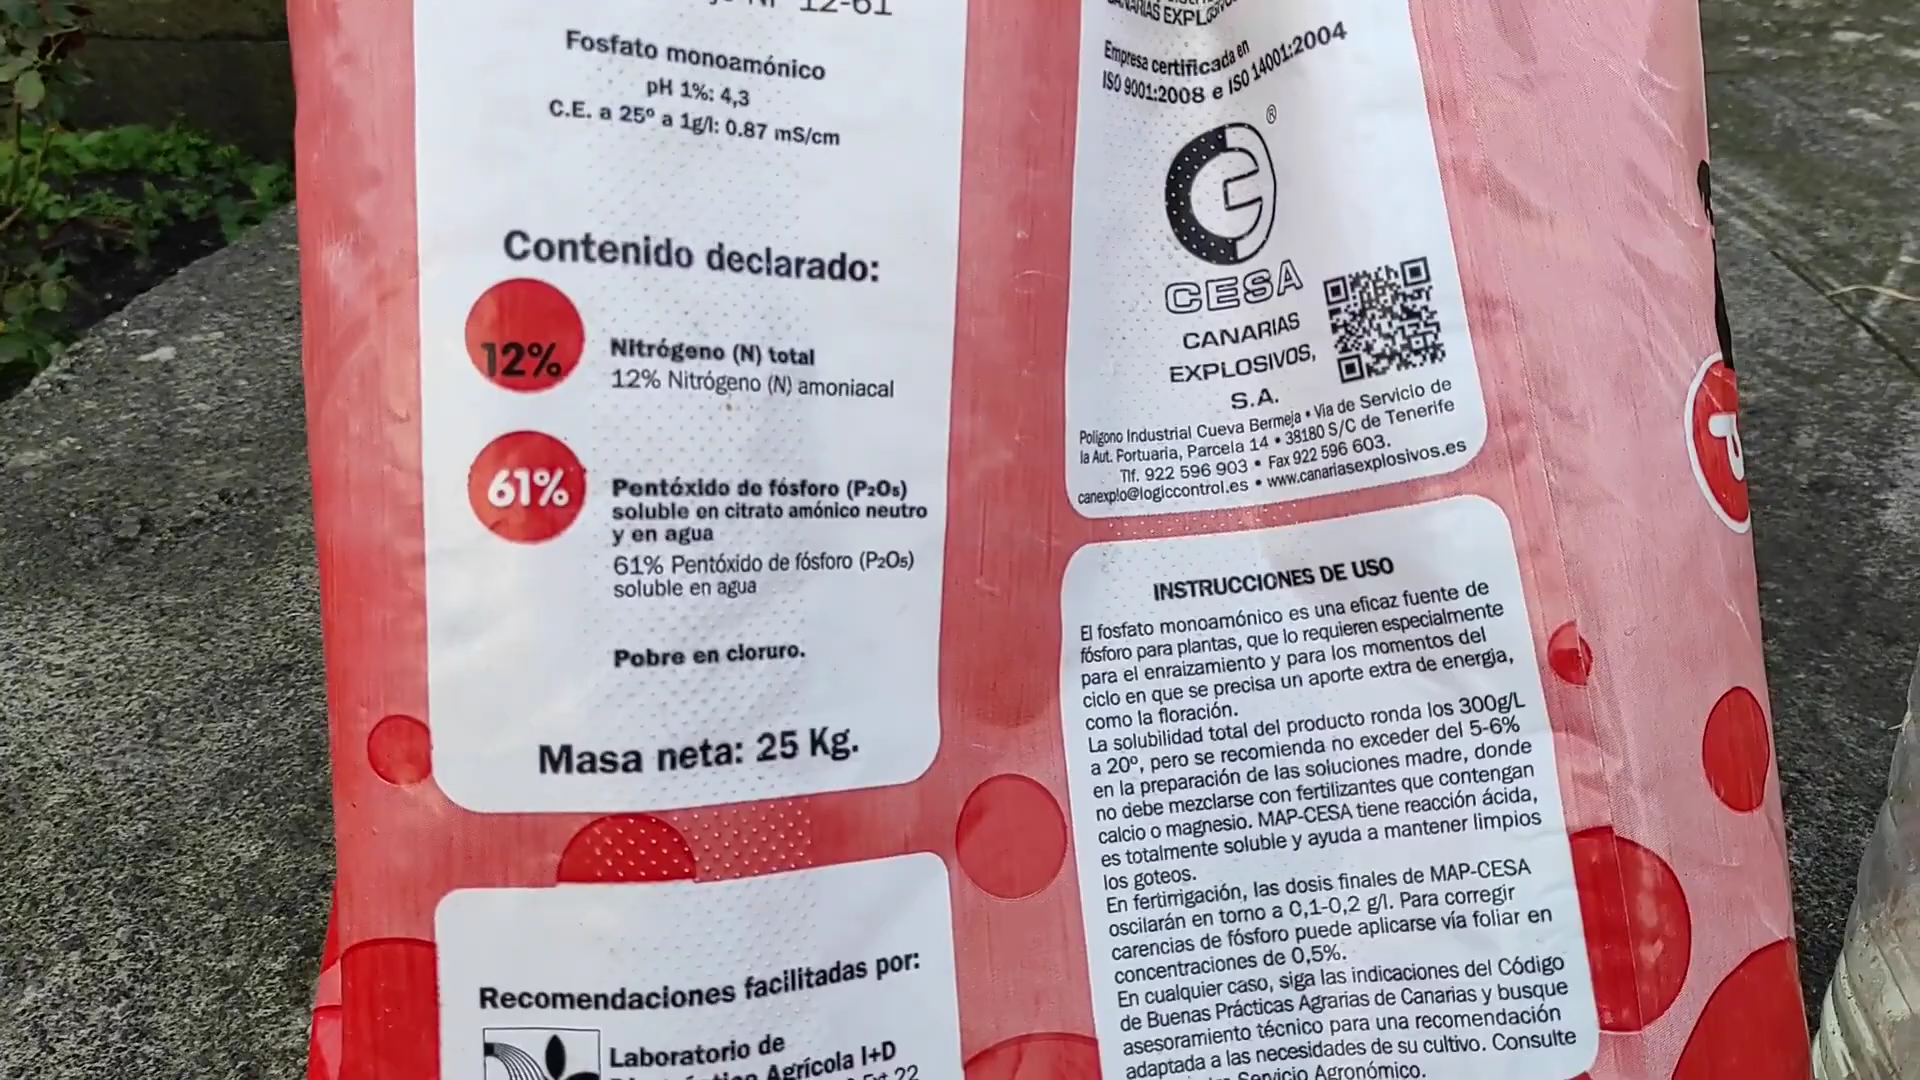 NP 12-61
Fosfato monoamónico
pH 1%: 4,3
C.E. a 25º a 1g/l: 0.87 mS/cm
Contenido declarado:
12%
Nitrógeno (N) total
12% Nitrógeno (N) amoniacal
61%
Pentóxido de fósforo (P₂O₅)
soluble en citrato amónico neutro
y en agua
61% Pentóxido de fósforo (P₂O₅)
soluble en agua
Pobre en cloruro.
Masa neta: 25 Kg.
Recomendaciones facilitadas por:
Laboratorio de
Agrícola I+D
22
CANARIAS
Empresa certificada en
ISO 9001:2008 e ISO 14001:2004
®
CESA
CANARIAS
EXPLOSIVOS,
S.A.
Polígono Industrial Cueva Bermeja • Via de Servicio de
la Aut. Portuaria, Parcela 14 • 38180 S/C de Tenerife
Tlf. 922 596 903 • Fax 922 596 603.
canexplo@logiccontrol.es • www.canariasexplosivos.es
INSTRUCCIONES DE USO
El fosfato monoamónico es una eficaz fuente de
fósforo para plantas, que lo requieren especialmente
para el enraizamiento y para los momentos del
ciclo en que se precisa un aporte extra de energía,
como la floración.
La solubilidad total del producto ronda los 300g/L
a 20º, pero se recomienda no exceder del 5-6%
en la preparación de las soluciones madre, donde
no debe mezclarse con fertilizantes que contengan
calcio o magnesio. MAP-CESA tiene reacción ácida,
es totalmente soluble y ayuda a mantener limpios
los goteos.
En fertirrigación, las dosis finales de MAP-CESA
oscilarán en torno a 0,1-0,2 g/l. Para corregir
carencias de fósforo puede aplicarse vía foliar en
concentraciones de 0,5%.
En cualquier caso, siga las indicaciones del Código
de Buenas Prácticas Agrarias de Canarias y busque
asesoramiento técnico para una recomendación
adaptada a las necesidades de su cultivo. Consulte
Servicio Agronómico.
P